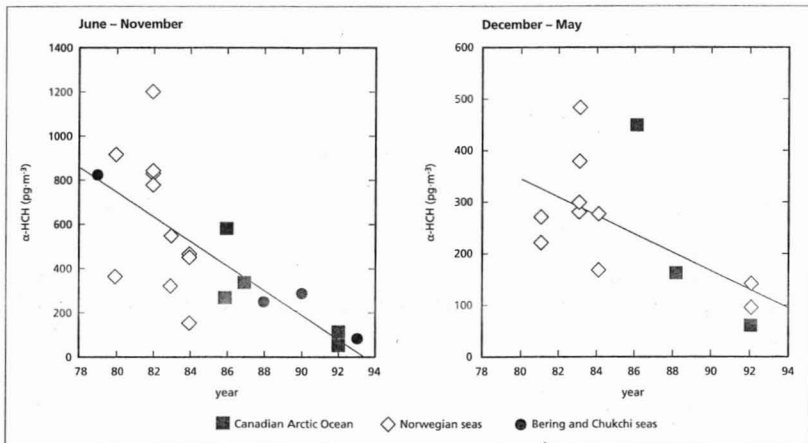 June – November
1400
1200
1000
800
600
400
200
0
α-HCH (pg·m⁻³)
78 80 82 84 86 88 90 92 94
year
December – May
600
500
400
300
200
100
0
α-HCH (pg·m⁻³)
78 80 82 84 86 88 90 92 94
year
Canadian Arctic Ocean Norwegian seas Bering and Chukchi seas